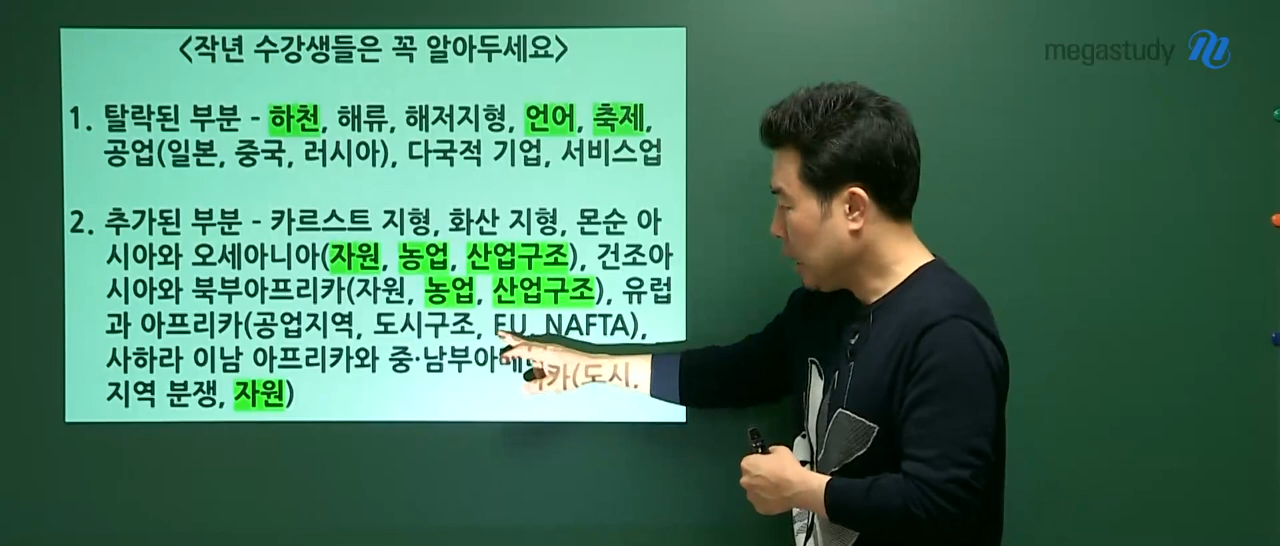 <작년 수강생들은 꼭 알아두세요>
megastudy
1. 탈락된 부분 - 하천, 해류, 해저지형, 언어, 축제,
공업(일본, 중국, 러시아), 다국적 기업, 서비스업
2. 추가된 부분 - 카르스트 지형, 화산 지형, 몬순 아
시아와 오세아니아(자원, 농업, 산업구조), 건조아
시아와 북부아프리카(자원, 농업, 산업구조), 유럽
과 아프리카(공업지역, 도시구조, EU, NAFTA),
사하라 이남 아프리카와 중·남부아메리카(도시,
지역 분쟁, 자원)